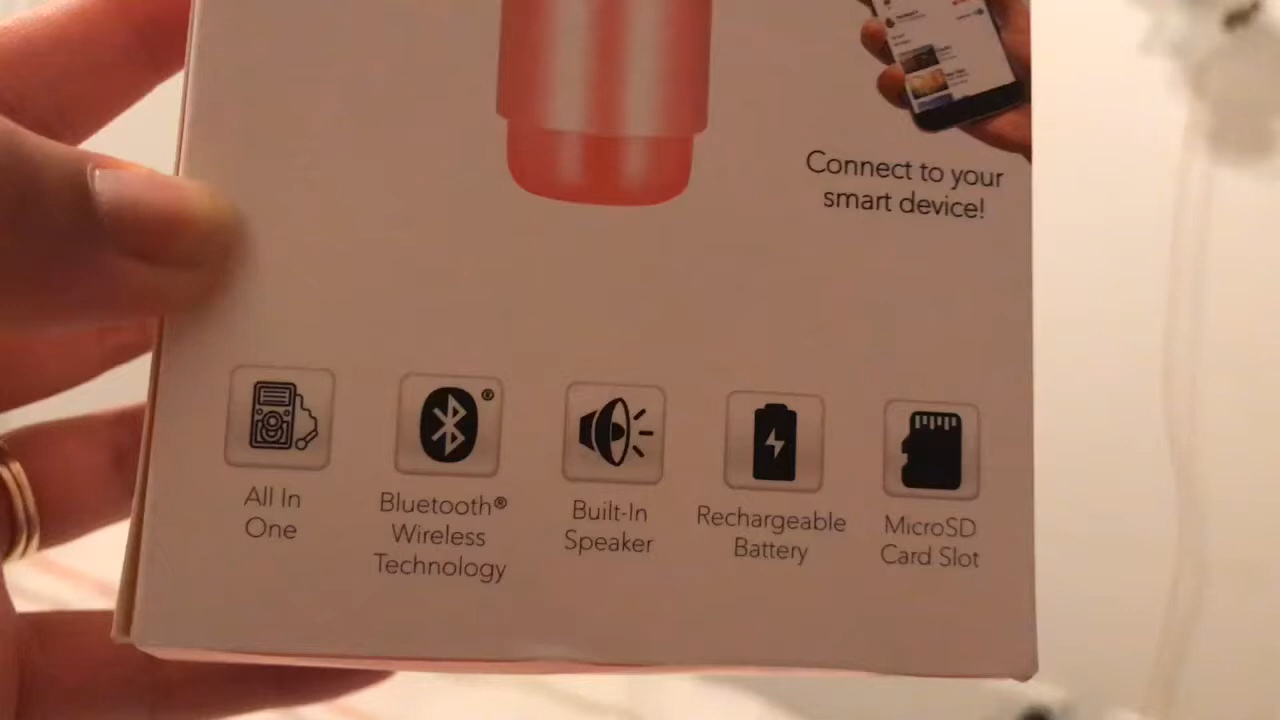 Connect to your
smart device!
All In
One
Bluetooth®
Wireless
Technology
Built-In
Speaker
Rechargeable
Battery
MicroSD
Card Slot